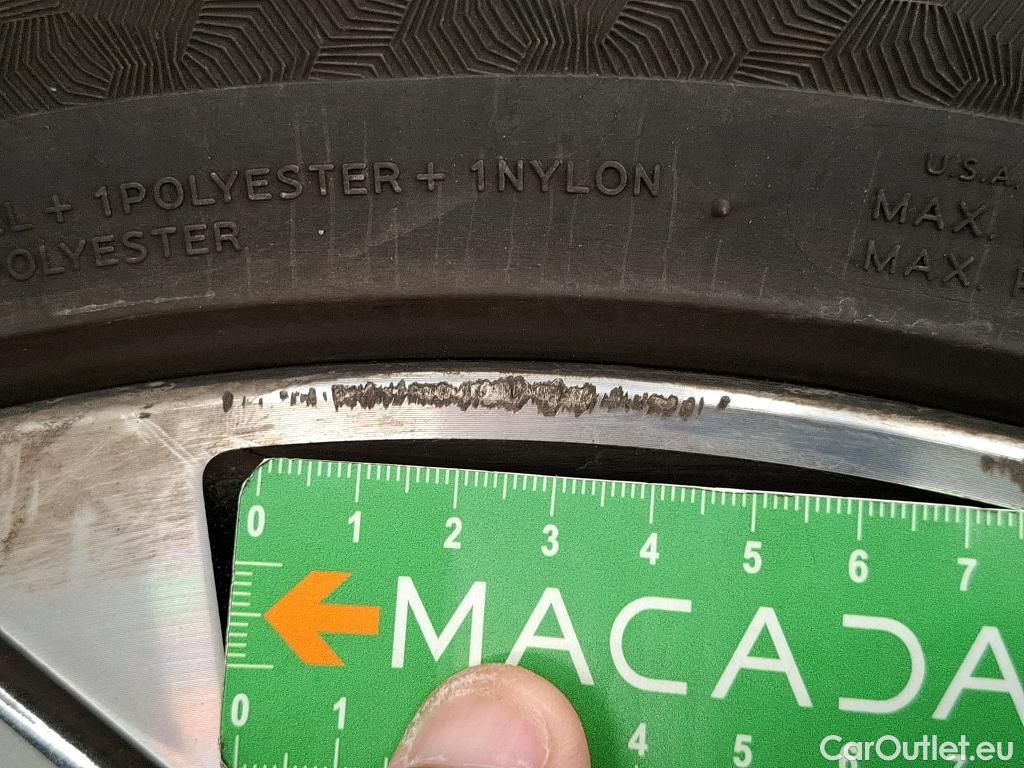 + 1POLYESTER + 1NYLON
POLYESTER
U.S.A.
MAX.
MAX.
0 1 2 3 4 5 6 7
MACADA
0 1 4 5
CarOutlet.eu